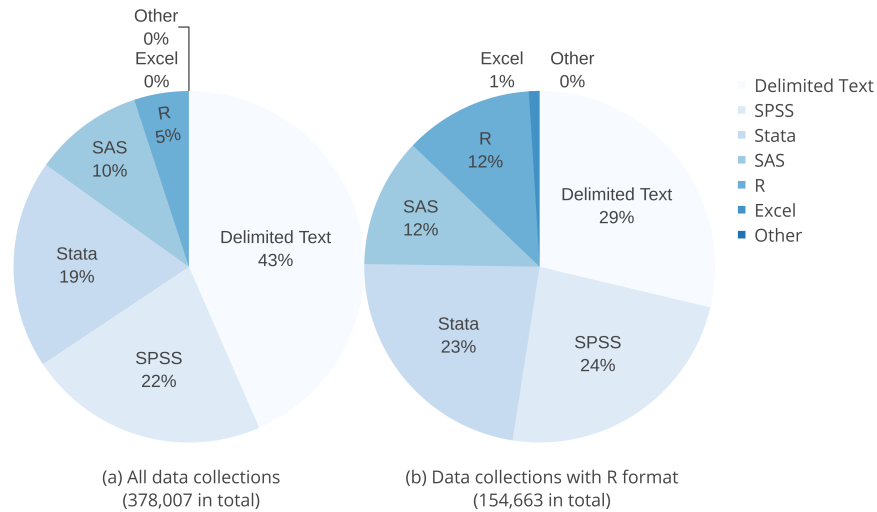 Other
0%
Excel
0%
R
5%
SAS
10%
Stata
19%
SPSS
22%
Delimited Text
43%
(a) All data collections
(378,007 in total)
Excel
1%
Other
0%
R
12%
SAS
12%
Stata
23%
SPSS
24%
Delimited Text
29%
(b) Data collections with R format
(154,663 in total)
Delimited Text
SPSS
Stata
SAS
R
Excel
Other